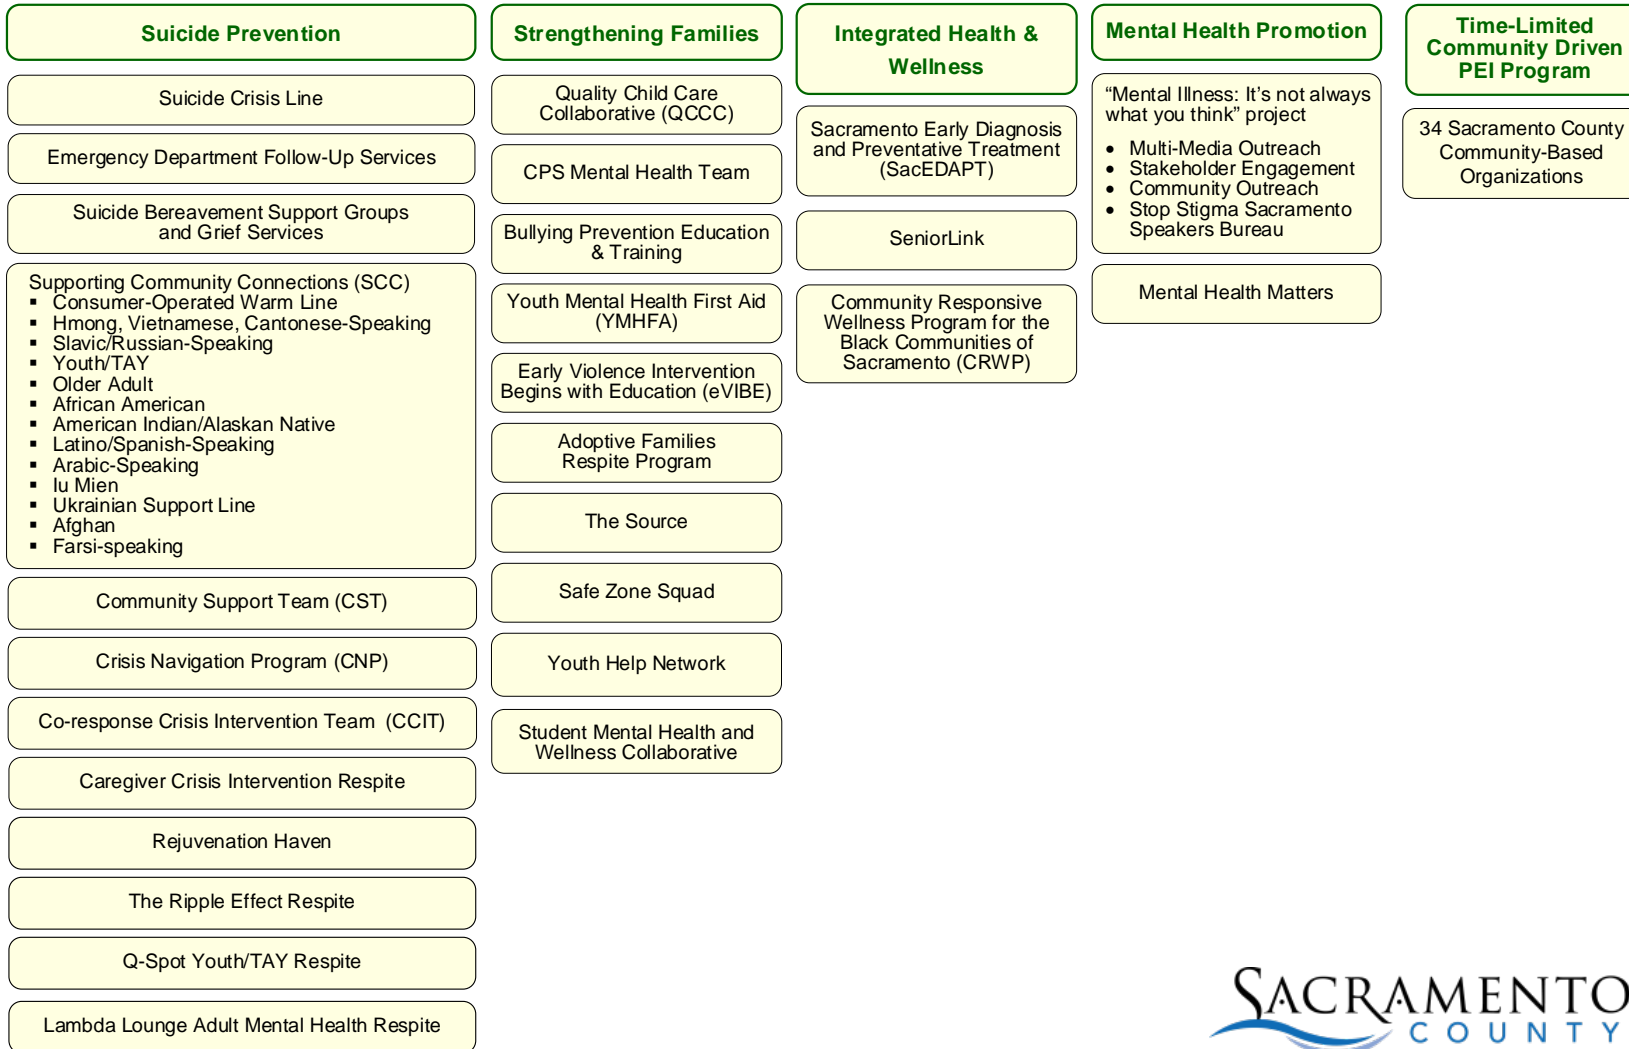 Suicide Prevention
Suicide Crisis Line
Emergency Department Follow-Up Services
Suicide Bereavement Support Groups
and Grief Services
Supporting Community Connections (SCC)
▪ Consumer-Operated Warm Line
▪ Hmong, Vietnamese, Cantonese-Speaking
▪ Slavic/Russian-Speaking
▪ Youth/TAY
▪ Older Adult
▪ African American
▪ American Indian/Alaskan Native
▪ Latino/Spanish-Speaking
▪ Arabic-Speaking
▪ Iu Mien
▪ Ukrainian Support Line
▪ Afghan
▪ Farsi-speaking
Community Support Team (CST)
Crisis Navigation Program (CNP)
Co-response Crisis Intervention Team (CCIT)
Caregiver Crisis Intervention Respite
Rejuvenation Haven
The Ripple Effect Respite
Q-Spot Youth/TAY Respite
Lambda Lounge Adult Mental Health Respite
Strengthening Families
Quality Child Care
Collaborative (QCCC)
CPS Mental Health Team
Bullying Prevention Education
& Training
Youth Mental Health First Aid
(YMHFA)
Early Violence Intervention
Begins with Education (eVIBE)
Adoptive Families
Respite Program
The Source
Safe Zone Squad
Youth Help Network
Student Mental Health and
Wellness Collaborative
Integrated Health &
Wellness
Sacramento Early Diagnosis
and Preventative Treatment
(SacEDAPT)
SeniorLink
Community Responsive
Wellness Program for the
Black Communities of
Sacramento (CRWP)
Mental Health Promotion
“Mental Illness: It's not always
what you think” project
• Multi-Media Outreach
• Stakeholder Engagement
• Community Outreach
• Stop Stigma Sacramento
Speakers Bureau
Mental Health Matters
Time-Limited
Community Driven
PEI Program
34 Sacramento County
Community-Based
Organizations
SACRAMENTO
COUNTY